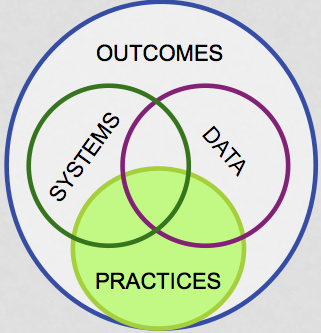 OUTCOMES
SYSTEMS
DATA
PRACTICES